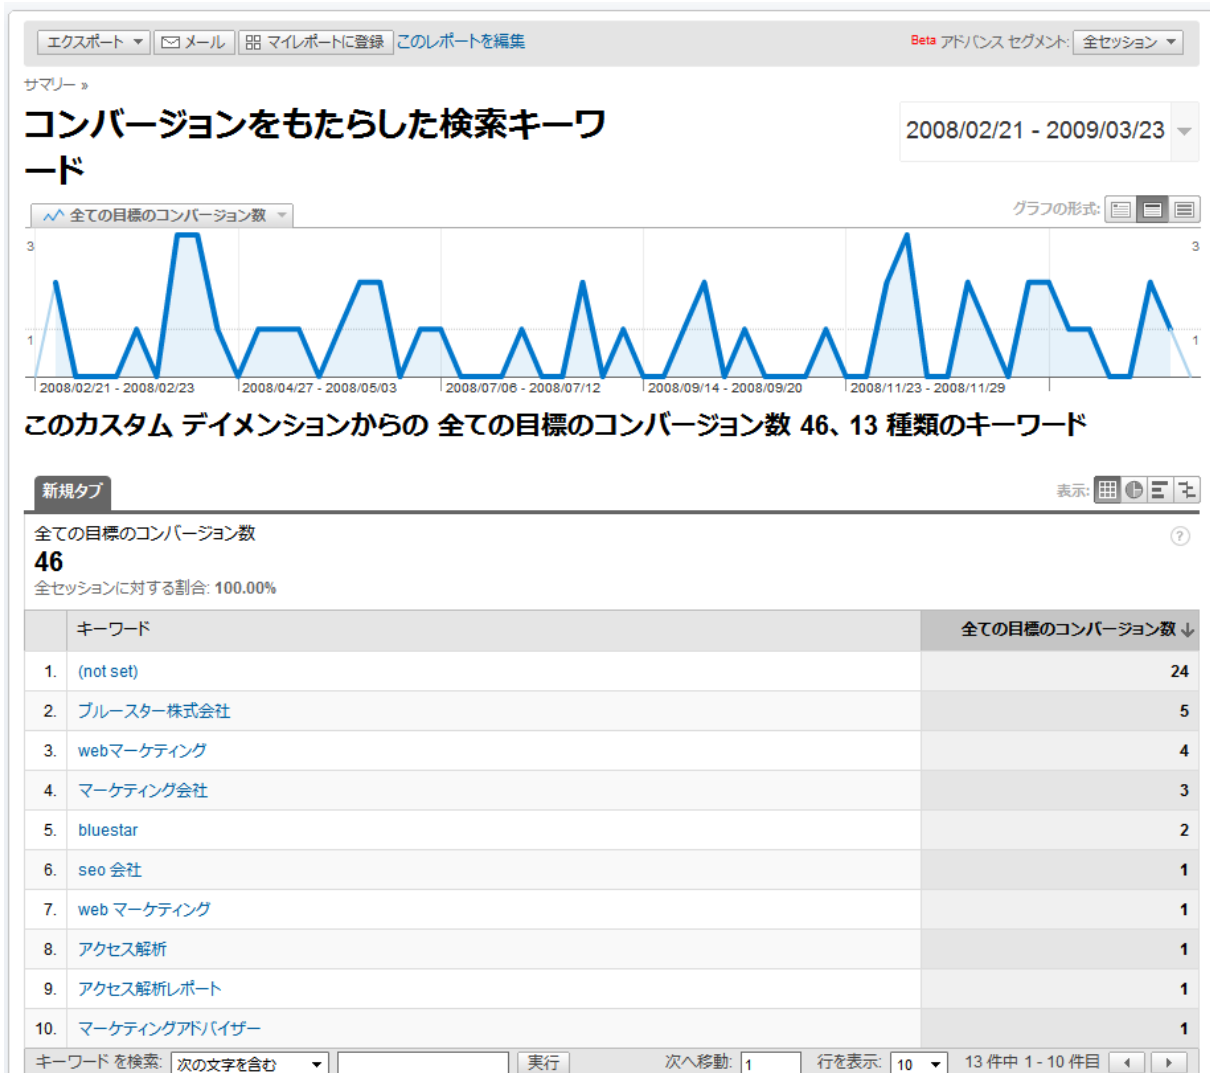 エクスポート メール マイレポートに登録 このレポートを編集 Beta アドバンス セグメント: 全セッション
サマリー »
コンバージョンをもたらした検索キーワ
ード
2008/02/21 - 2009/03/23
全ての目標のコンバージョン数 グラフの形式:
3 3
1 1
2008/02/21 - 2008/02/23 2008/04/27 - 2008/05/03 2008/07/06 - 2008/07/12 2008/09/14 - 2008/09/20 2008/11/23 - 2008/11/29
このカスタム デイメンションからの 全ての目標のコンバージョン数 46、13 種類のキーワード
新規タブ 表示:
全ての目標のコンバージョン数 ?
46
全セッションに対する割合: 100.00%
キーワード 全ての目標のコンバージョン数
1. (not set) 24
2. ブルースター株式会社 5
3. webマーケティング 4
4. マーケティング会社 3
5. bluestar 2
6. seo 会社 1
7. web マーケティング 1
8. アクセス解析 1
9. アクセス解析レポート 1
10. マーケティングアドバイザー 1
キーワード を検索: 次の文字を含む 実行 次へ移動: 1 行を表示: 10 13 件中 1 - 10 件目